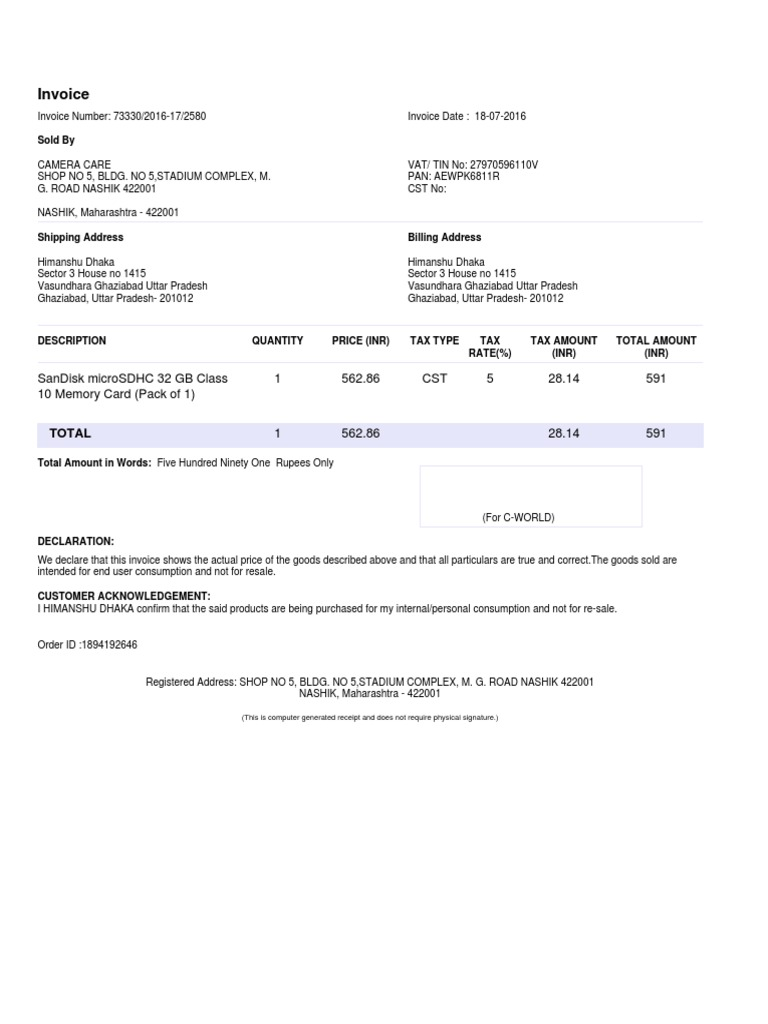 Invoice
Invoice Number: 73330/2016-17/2580
Invoice Date :  18-07-2016
Sold By
CAMERA CARE
SHOP NO 5, BLDG. NO 5,STADIUM COMPLEX, M.
G. ROAD NASHIK 422001
NASHIK, Maharashtra - 422001
VAT/ TIN No: 27970596110V
PAN: AEWPK6811R
CST No:
Shipping Address
Himanshu Dhaka
Sector 3 House no 1415
Vasundhara Ghaziabad Uttar Pradesh
Ghaziabad, Uttar Pradesh- 201012
Billing Address
Himanshu Dhaka
Sector 3 House no 1415
Vasundhara Ghaziabad Uttar Pradesh
Ghaziabad, Uttar Pradesh- 201012
DESCRIPTION QUANTITY PRICE (INR) TAX TYPE TAX RATE(%) TAX AMOUNT (INR) TOTAL AMOUNT (INR)
SanDisk microSDHC 32 GB Class 1 562.86 CST 5 28.14 591
10 Memory Card (Pack of 1)
TOTAL 1 562.86 28.14 591
Total Amount in Words:  Five Hundred Ninety One  Rupees Only
(For C-WORLD)
DECLARATION:
We declare that this invoice shows the actual price of the goods described above and that all particulars are true and correct.The goods sold are
intended for end user consumption and not for resale.
CUSTOMER ACKNOWLEDGEMENT:
I HIMANSHU DHAKA confirm that the said products are being purchased for my internal/personal consumption and not for re-sale.
Order ID :1894192646
Registered Address: SHOP NO 5, BLDG. NO 5,STADIUM COMPLEX, M. G. ROAD NASHIK 422001
NASHIK, Maharashtra - 422001
(This is computer generated receipt and does not require physical signature.)